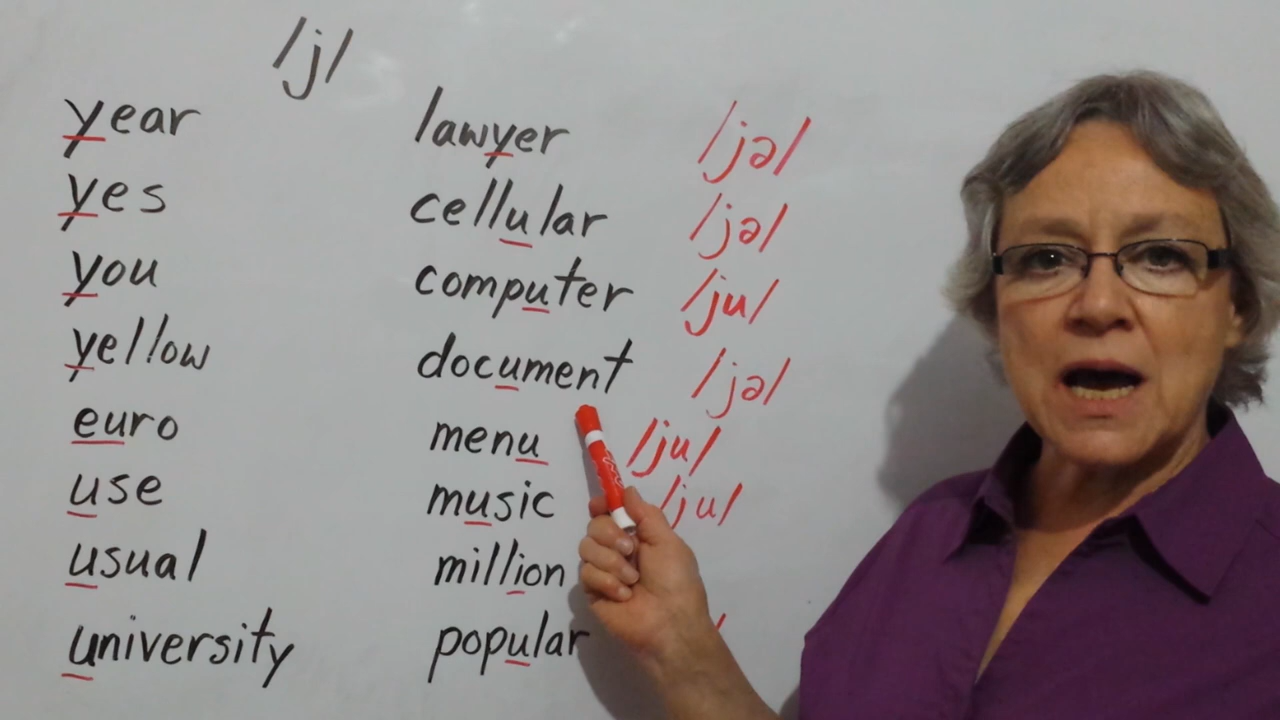 /j/
year lawyer /jə/
yes cellular /jə/
you computer /ju/
yellow document /jə/
euro menu /ju/
use music /ju/
usual million
university popular